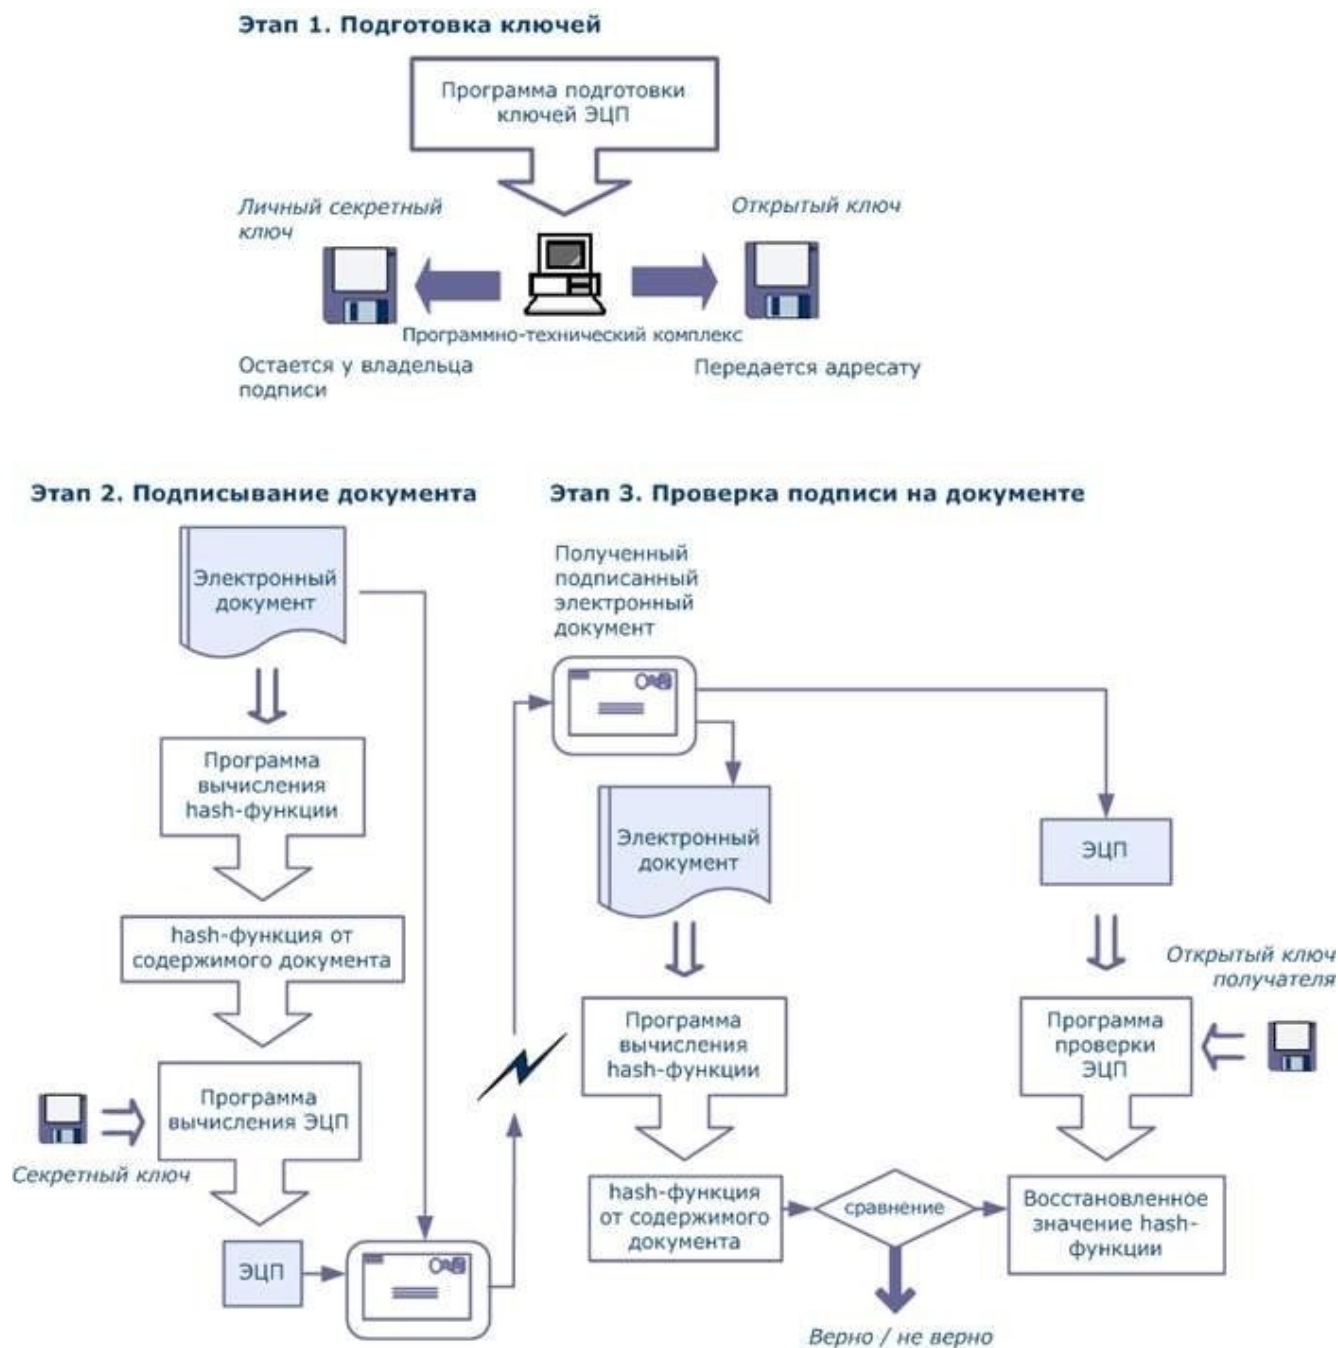 Этап 1. Подготовка ключей
Программа подготовки
ключей ЭЦП
Личный секретный
ключ
Открытый ключ
Программно-технический комплекс
Остается у владельца
подписи
Передается адресату
Этап 2. Подписывание документа
Электронный
документ
Программа
вычисления
hash-функции
hash-функция от
содержимого документа
Программа
вычисления ЭЦП
Секретный ключ
ЭЦП
Этап 3. Проверка подписи на документе
Полученный
подписанный
электронный
документ
Электронный
документ
ЭЦП
Открытый ключ
получателя
Программа
вычисления
hash-функции
Программа
проверки
ЭЦП
hash-функция
от содержимого
документа
сравнение
Восстановленное
значение hash-
функции
Верно / не верно